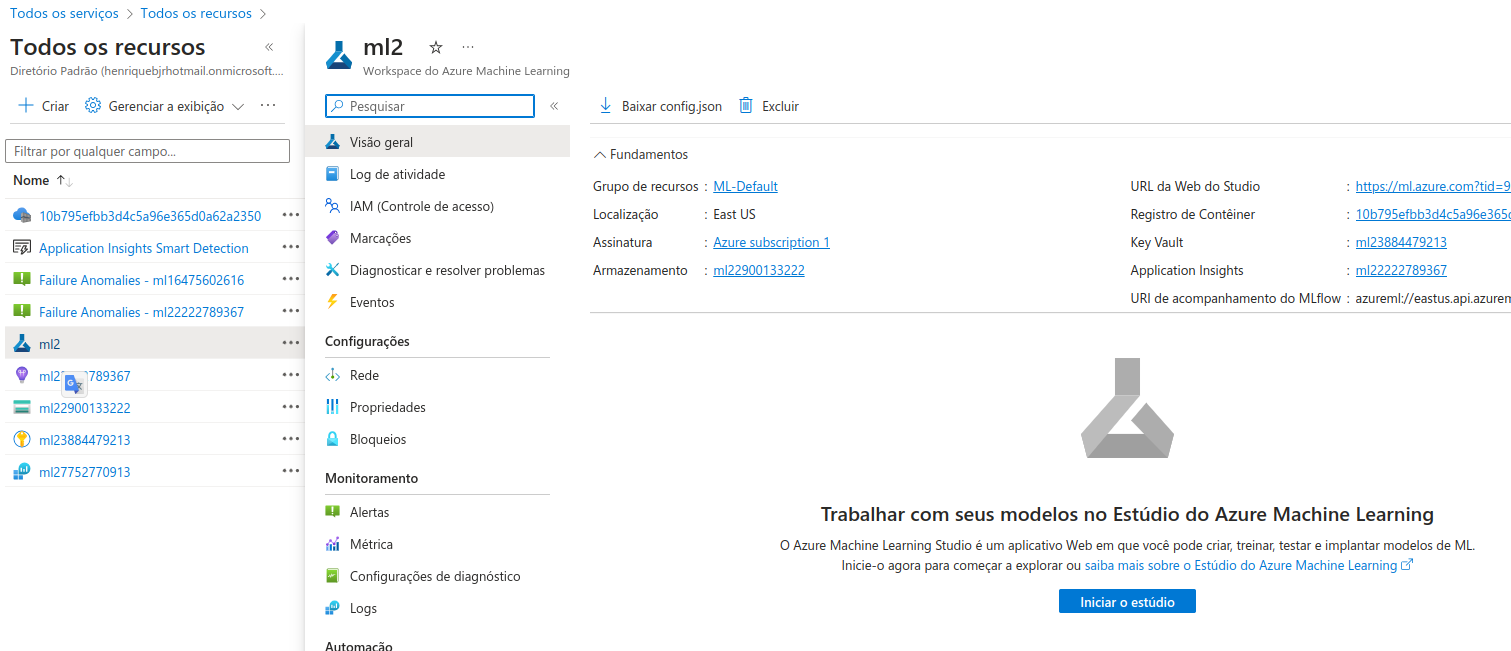 Todos os serviços > Todos os recursos >
Todos os recursos «
Diretório Padrão (henriquebjrhotmail.onmicrosoft....
+ Criar Gerenciar a exibição ...
Filtrar por qualquer campo...
Nome ↑↓
10b795efbb3d4c5a96e365d0a62a2350 ...
Application Insights Smart Detection ...
Failure Anomalies - ml16475602616 ...
Failure Anomalies - ml22222789367 ...
ml2 ...
ml2 789367 ...
ml22900133222 ...
ml23884479213 ...
ml27752770913 ...
ml2 ☆ ...
Workspace do Azure Machine Learning
Pesquisar «
Visão geral
Log de atividade
IAM (Controle de acesso)
Marcações
Diagnosticar e resolver problemas
Eventos
Configurações
Rede
Propriedades
Bloqueios
Monitoramento
Alertas
Métrica
Configurações de diagnóstico
Logs
Automação
Baixar config.json Excluir
Fundamentos
Grupo de recursos : ML-Default
Localização : East US
Assinatura : Azure subscription 1
Armazenamento : ml22900133222
URL da Web do Studio : https://ml.azure.com?tid=9
Registro de Contêiner : 10b795efbb3d4c5a96e365
Key Vault : ml23884479213
Application Insights : ml22222789367
URI de acompanhamento do MLflow : azureml://eastus.api.azurem
Trabalhar com seus modelos no Estúdio do Azure Machine Learning
O Azure Machine Learning Studio é um aplicativo Web em que você pode criar, treinar, testar e implantar modelos de ML.
Inicie-o agora para começar a explorar ou saiba mais sobre o Estúdio do Azure Machine Learning
Iniciar o estúdio